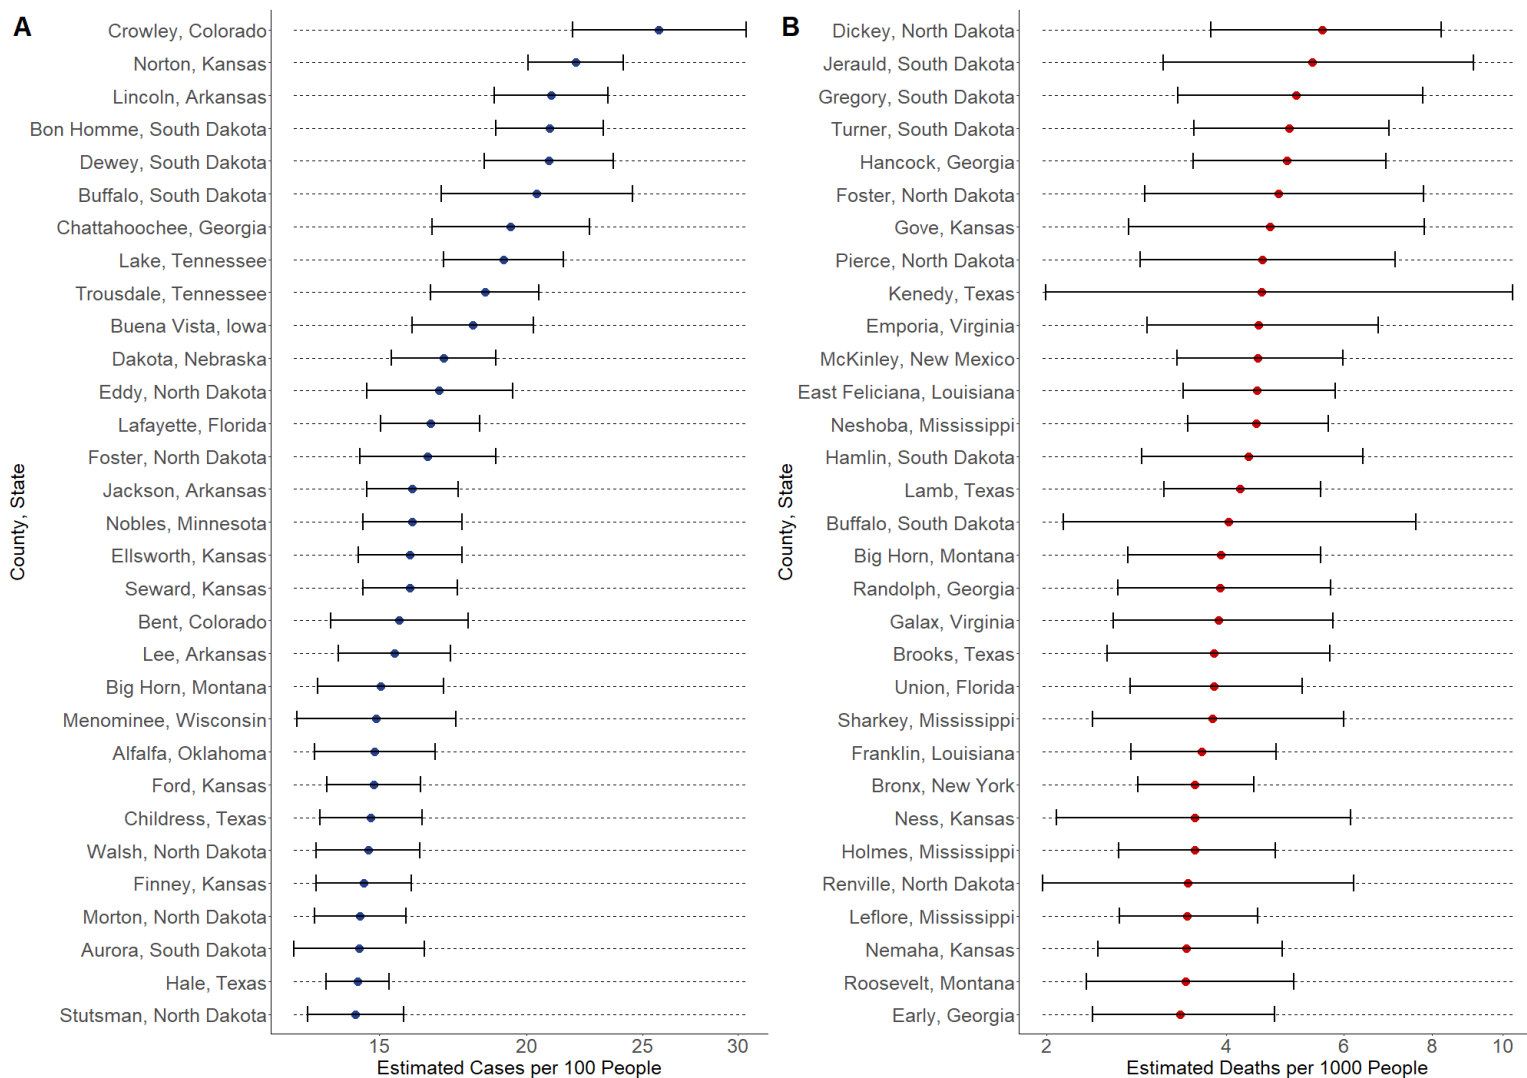 A
County, State
Crowley, Colorado
Norton, Kansas
Lincoln, Arkansas
Bon Homme, South Dakota
Dewey, South Dakota
Buffalo, South Dakota
Chattahoochee, Georgia
Lake, Tennessee
Trousdale, Tennessee
Buena Vista, Iowa
Dakota, Nebraska
Eddy, North Dakota
Lafayette, Florida
Foster, North Dakota
Jackson, Arkansas
Nobles, Minnesota
Ellsworth, Kansas
Seward, Kansas
Bent, Colorado
Lee, Arkansas
Big Horn, Montana
Menominee, Wisconsin
Alfalfa, Oklahoma
Ford, Kansas
Childress, Texas
Walsh, North Dakota
Finney, Kansas
Morton, North Dakota
Aurora, South Dakota
Hale, Texas
Stutsman, North Dakota
15 20 25 30
Estimated Cases per 100 People
B
County, State
Dickey, North Dakota
Jerauld, South Dakota
Gregory, South Dakota
Turner, South Dakota
Hancock, Georgia
Foster, North Dakota
Gove, Kansas
Pierce, North Dakota
Kenedy, Texas
Emporia, Virginia
McKinley, New Mexico
East Feliciana, Louisiana
Neshoba, Mississippi
Hamlin, South Dakota
Lamb, Texas
Buffalo, South Dakota
Big Horn, Montana
Randolph, Georgia
Galax, Virginia
Brooks, Texas
Union, Florida
Sharkey, Mississippi
Franklin, Louisiana
Bronx, New York
Ness, Kansas
Holmes, Mississippi
Renville, North Dakota
Leflore, Mississippi
Nemaha, Kansas
Roosevelt, Montana
Early, Georgia
2 4 6 8 10
Estimated Deaths per 1000 People